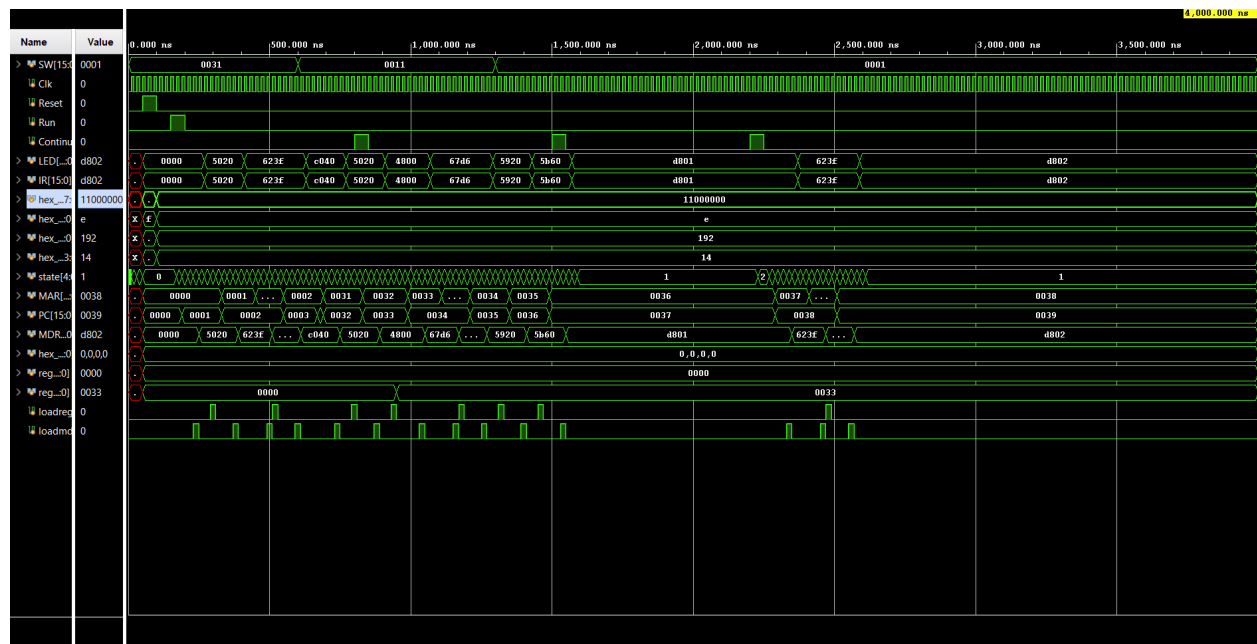 4,000.000 ns
Name Value 0.000 ns 500.000 ns 1,000.000 ns 1,500.000 ns 2,000.000 ns 2,500.000 ns 3,000.000 ns 3,500.000 ns
SW[15:0 0001 0031 0011 0001
Clk 0
Reset 0
Run 0
Continu 0
LED[...:0 d802 . 0000 5020 623f c040 5020 4800 67d6 5920 5b60 d801 623f d802
IR[15:0] d802 . 0000 5020 623f c040 5020 4800 67d6 5920 5b60 d801 623f d802
hex_...7: 11000000 . . 11000000
hex_...:0 e x f e
hex_...:0 192 x . 192
hex_...3: 14 x . 14
state[4: 1 0 1 2 1
MAR[...: 0038 . 0000 0001 ... 0002 0031 0032 0033 ... 0034 0035 0036 0037 ... 0038
PC[15:0 0039 . 0000 0001 0002 0003 0032 0033 0034 0035 0036 0037 0038 0039
MDR...0 d802 . 0000 5020 623f ... c040 5020 4800 67d6 ... 5920 5b60 d801 623f ... d802
hex_...:0 0,0,0,0 . 0,0,0,0
reg...:0] 0000 . 0000
reg...:0] 0033 . 0000 0033
loadreg 0
loadmd 0